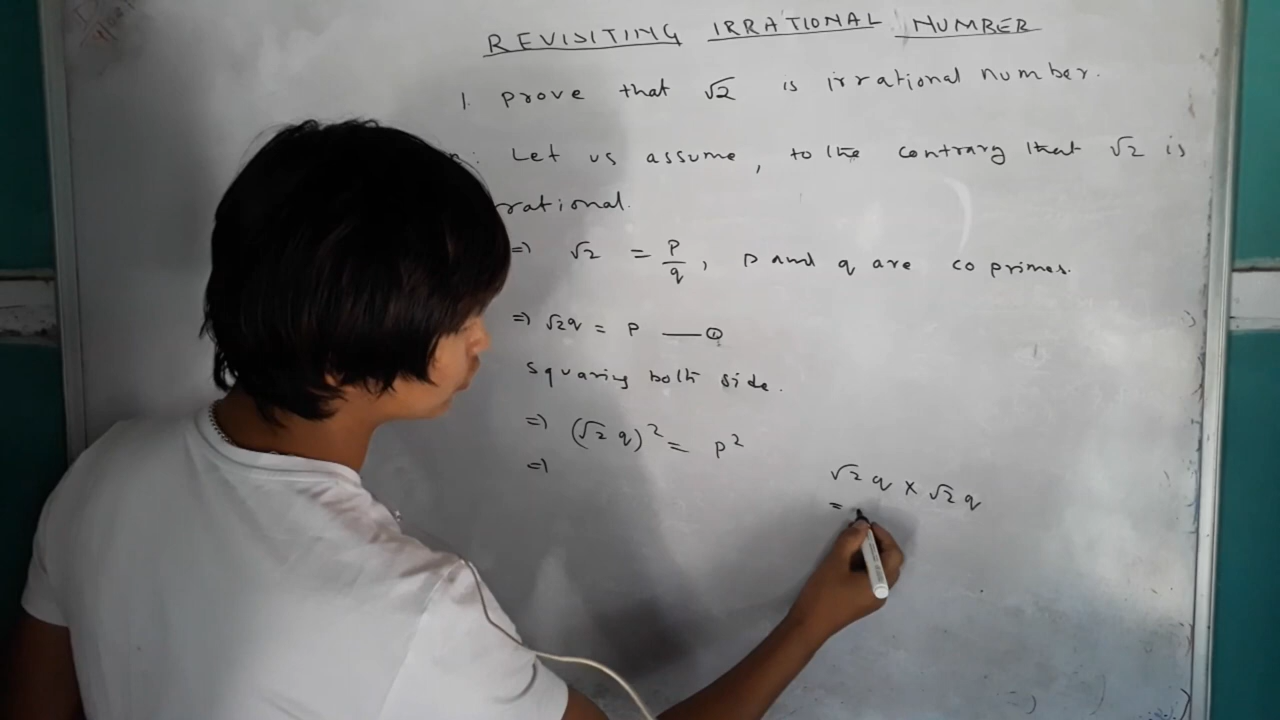 REVISITING IRRATIONAL NUMBER
1. prove that √2 is irrational number.
: Let us assume, to the contrary that √2 is
rational.
=> √2 = p/q, p and q are co primes.
=> √2q = p —— ①
squaring both side.
=> (√2 q)² = p²
=>
√2 q × √2 q
=